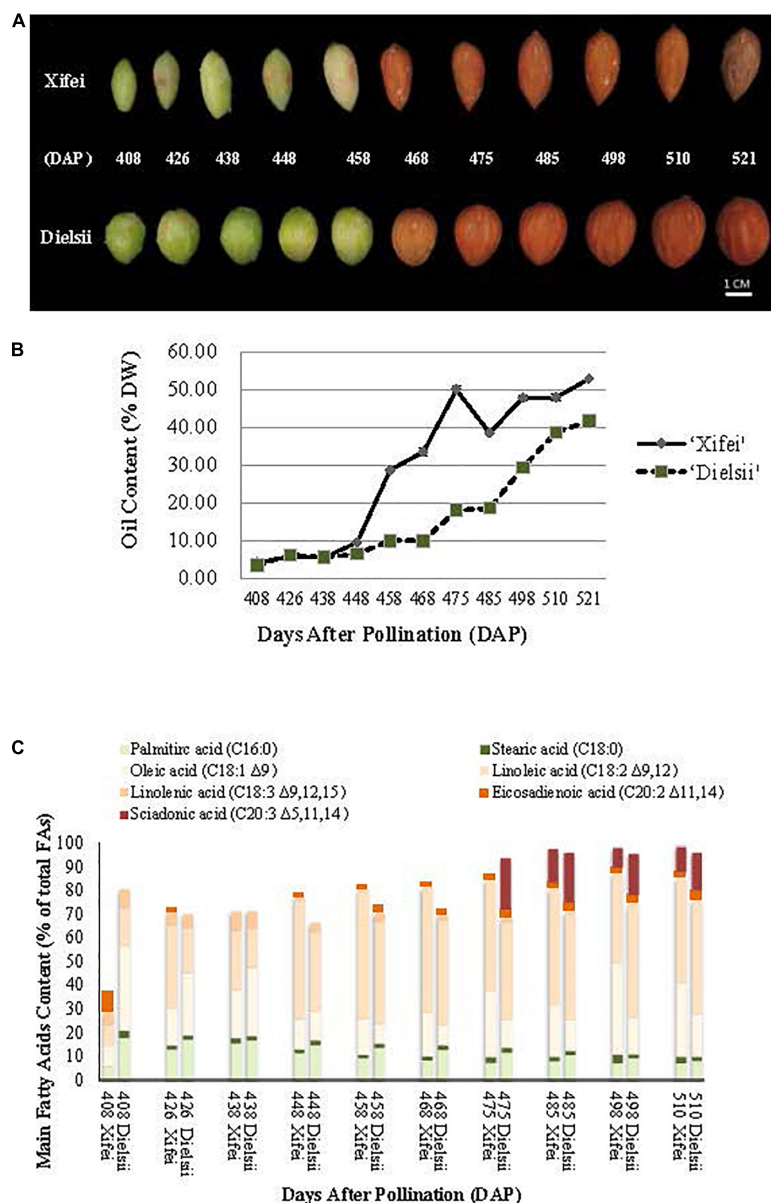 A
Xifei
(DAP) 408 426 438 448 458 468 475 485 498 510 521
Dielsii
1 CM
B
Oil Content (% DW)
60.00
50.00
40.00
30.00
20.00
10.00
0.00
408 426 438 448 458 468 475 485 498 510 521
Days After Pollination (DAP)
'Xifei'
'Dielsii'
C
Palmitirc acid (C16:0)
Stearic acid (C18:0)
Oleic acid (C18:1 Δ9)
Linoleic acid (C18:2 Δ9,12)
Linolenic acid (C18:3 Δ9,12,15)
Eicosadienoic acid (C20:2 Δ11,14)
Sciadonic acid (C20:3 Δ5,11,14)
Main Fatty Acids Content (% of total FAs)
100
90
80
70
60
50
40
30
20
10
0
408 Xifei
408 Dielsii
426 Xifei
426 Dielsii
438 Xifei
438 Dielsii
448 Xifei
448 Dielsii
458 Xifei
458 Dielsii
468 Xifei
468 Dielsii
475 Xifei
475 Dielsii
485 Xifei
485 Dielsii
498 Xifei
498 Dielsii
510 Xifei
510 Dielsii
Days After Pollination (DAP)